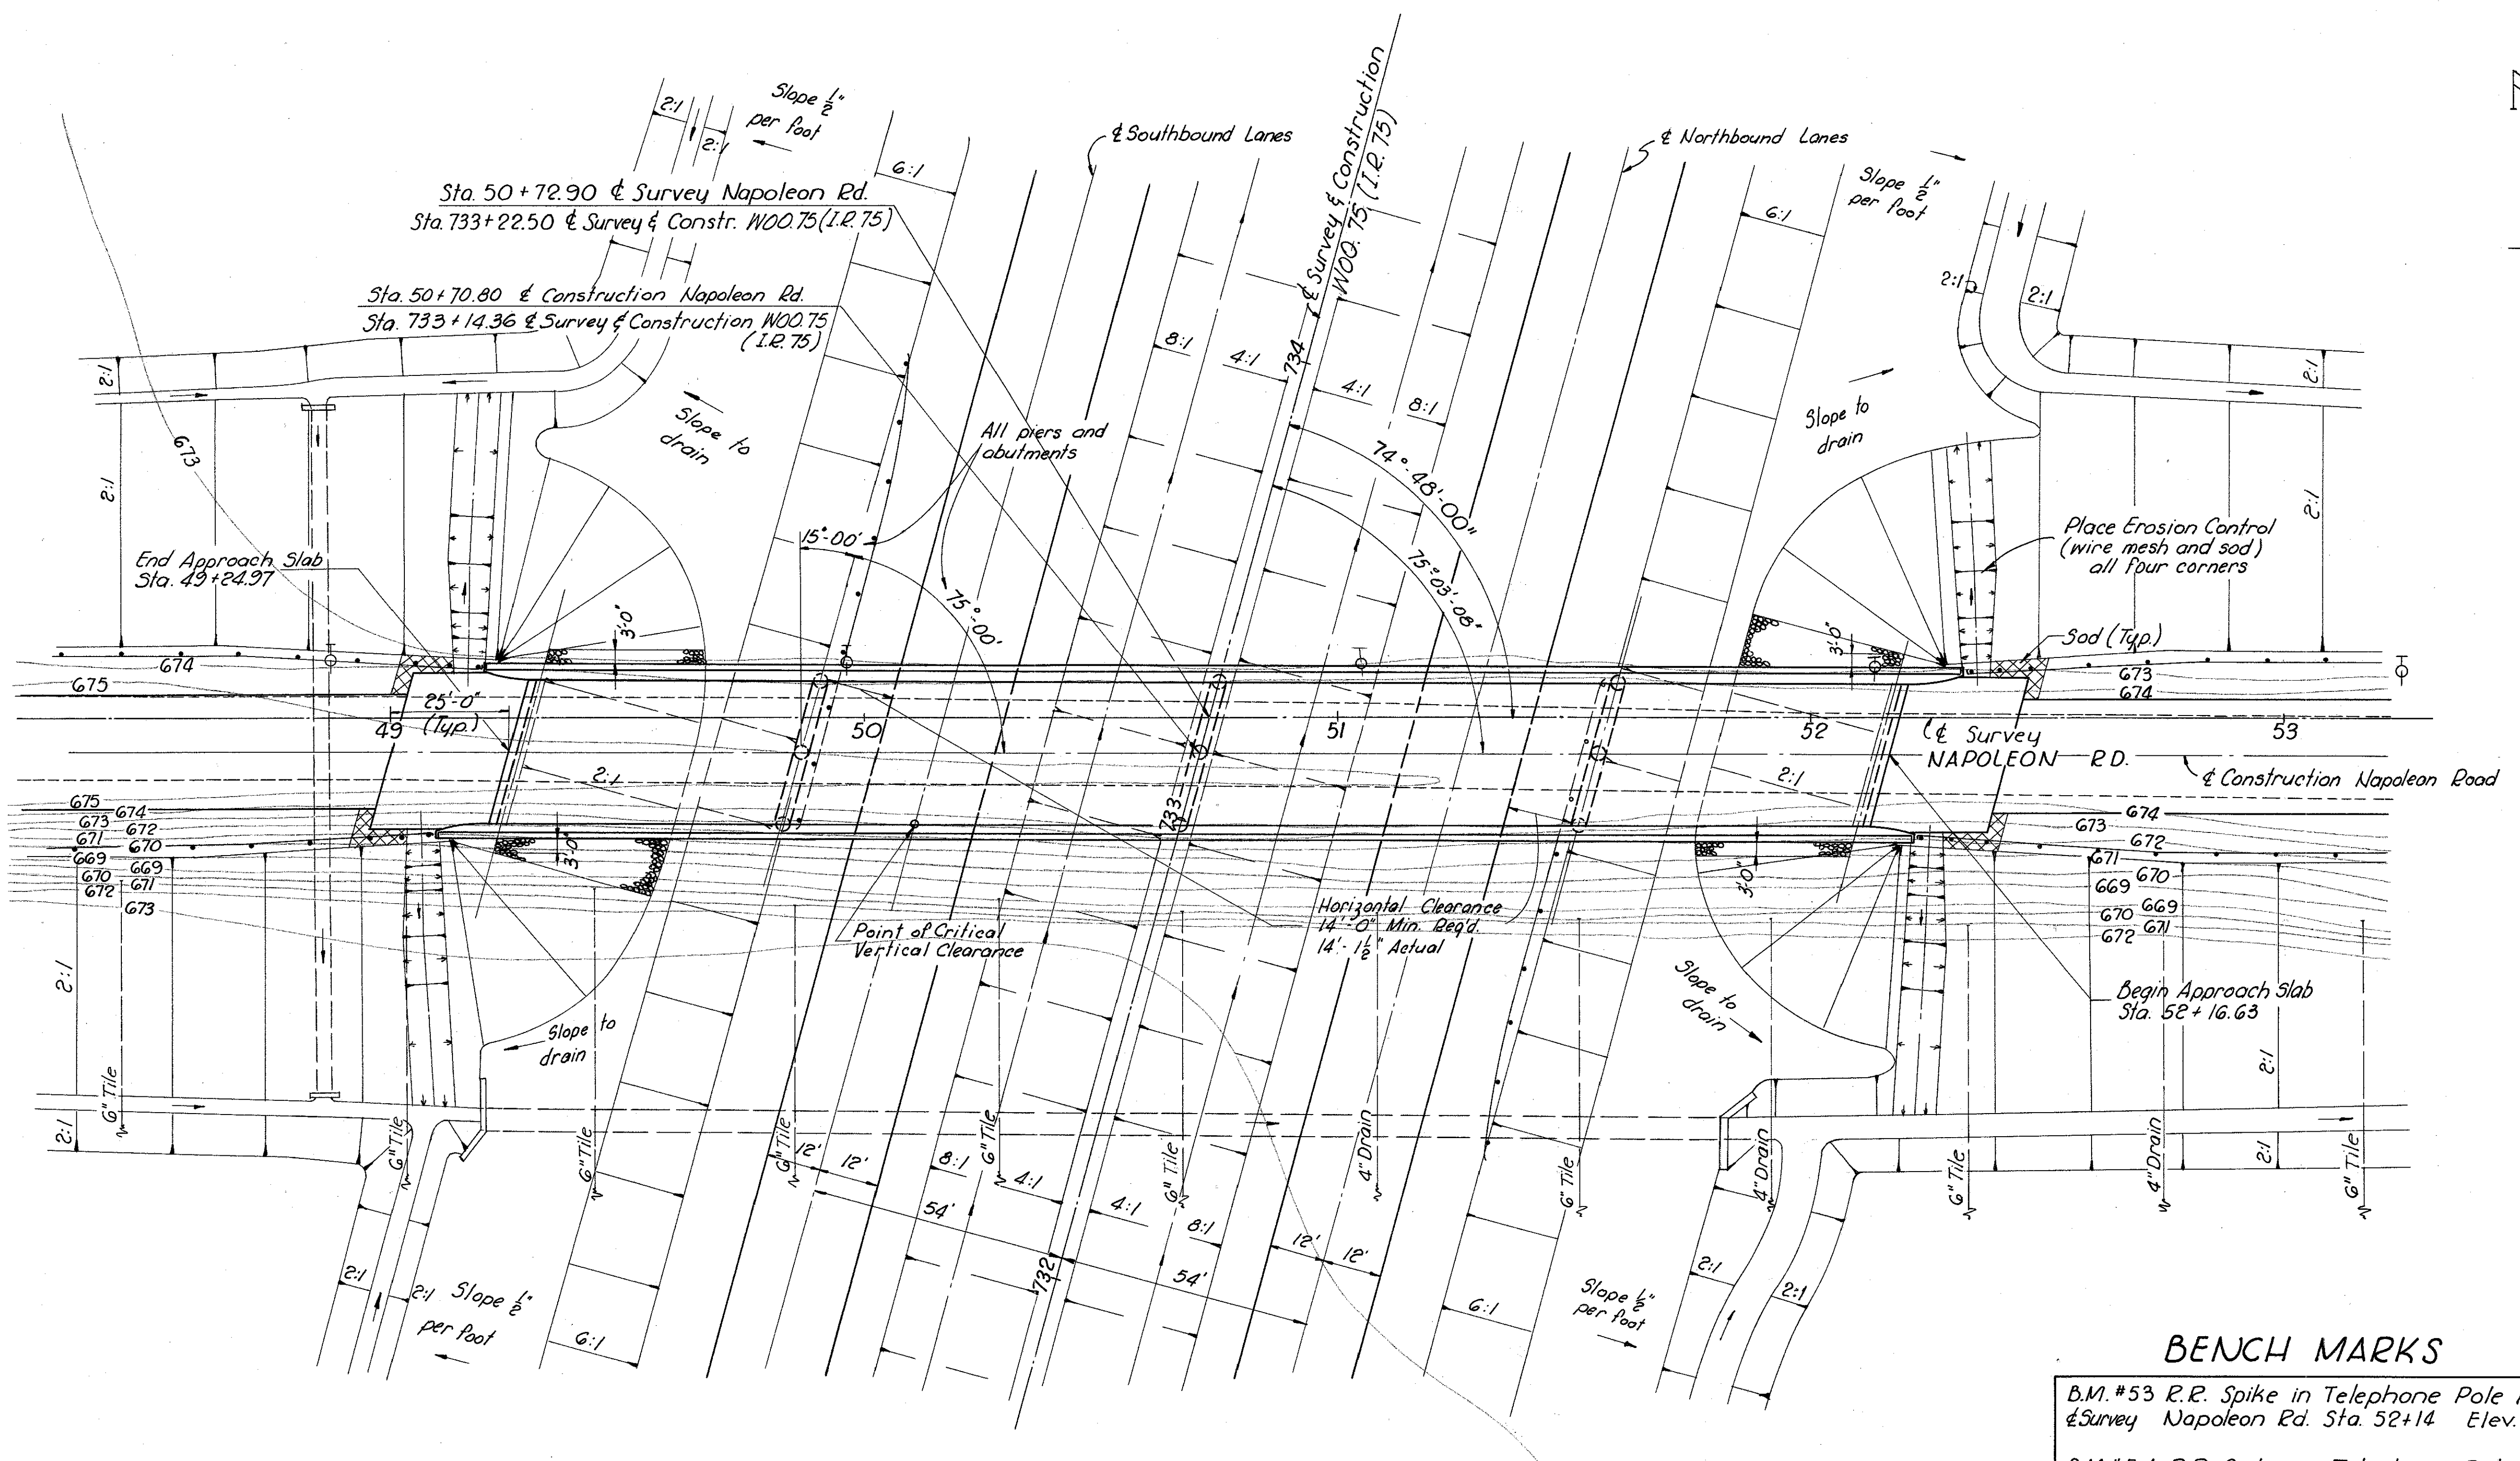 2:1
Slope 1/2"
per foot
2:1
6:1
℄ Southbound Lanes
℄ Survey & Construction
WOO. 75 (I.R. 75)
℄ Northbound Lanes
Slope 1/2"
per foot
6:1
Sta. 50 + 72.90 ℄ Survey Napoleon Rd.
Sta. 733+22.50 ℄ Survey & Constr. WOO.75 (I.R. 75)
Sta. 50+70.80 ℄ Construction Napoleon Rd.
Sta. 733+14.36 ℄ Survey & Construction WOO.75
(I.R. 75)
2:1
2:1
2:1
8:1
4:1
734
4:1
8:1
2:1
673
2:1
Slope to
drain
All piers and
abutments
74°-48'-00"
75°-03'-08"
Slope to
drain
2:1
End Approach Slab
Sta. 49+24.97
15°-00'
75°-00'
Place Erosion Control
(wire mesh and sod)
all four corners
3'-0"
3'-0"
Sod (Typ.)
674
675
673
674
25'-0"
(Typ.)
49
50
51
52
53
℄ Survey
NAPOLEON RD.
℄ Construction Napoleon Road
2:1
2:1
733
675
674
673
672
671
670
669
669
670
671
672
673
3'-0"
3'-0"
674
673
672
671
670
669
669
670
671
672
Point of Critical
Vertical Clearance
Horizontal Clearance
14'-0" Min. Req'd.
14'-1 1/2" Actual
Slope to
drain
Begin Approach Slab
Sta. 52 + 16.63
2:1
Slope to
drain
2:1
2:1
6" Tile
6" Tile
6" Tile
6" Tile
6" Tile
6" Tile
4" Drain
6" Tile
4" Drain
6" Tile
4" Drain
2:1
6" Tile
12'
12'
8:1
4:1
54'
4:1
8:1
12'
12'
54'
732
2:1
2:1
Slope 1/2"
per foot
6:1
6:1
Slope 1/2"
per foot
2:1
2:1
BENCH MARKS
B.M. #53 R.R. Spike in Telephone Pole
℄ Survey Napoleon Rd. Sta. 52+14 Elev.